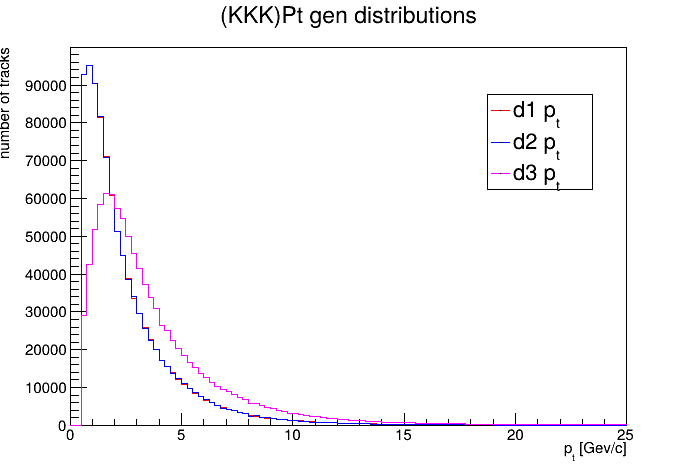 (KKK)Pt gen distributions
number of tracks
90000
80000
70000
60000
50000
40000
30000
20000
10000
0
0 5 10 15 20 25
p_t [Gev/c]
d1 p_t
d2 p_t
d3 p_t